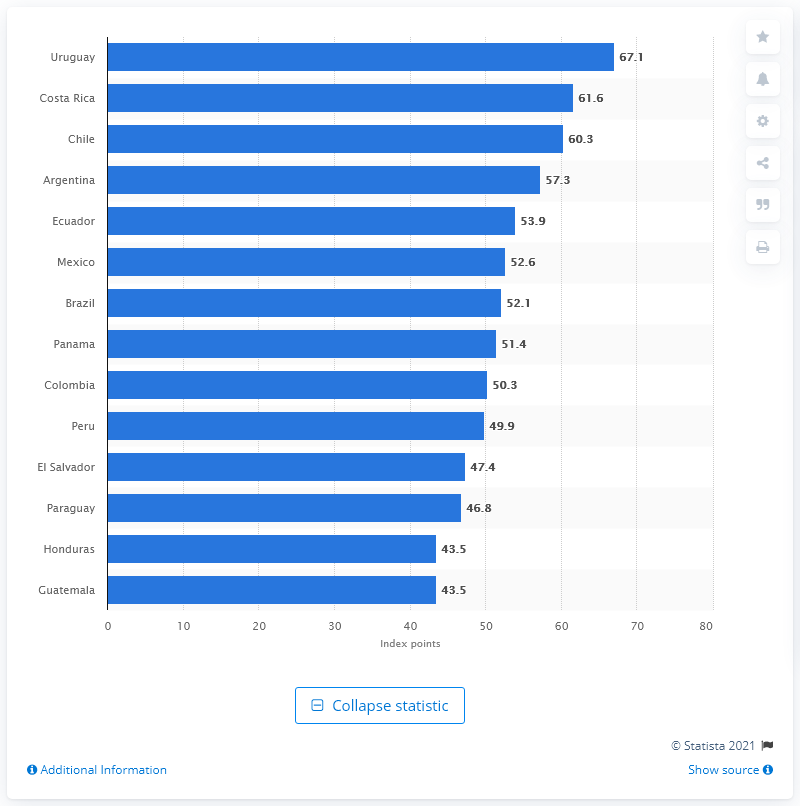 Uruguay 67.1
Costa Rica 61.6
Chile 60.3
Argentina 57.3
Ecuador 53.9
Mexico 52.6
Brazil 52.1
Panama 51.4
Colombia 50.3
Peru 49.9
El Salvador 47.4
Paraguay 46.8
Honduras 43.5
Guatemala 43.5
0 10 20 30 40 50 60 70 80
Index points
Collapse statistic
© Statista 2021
Additional Information Show source